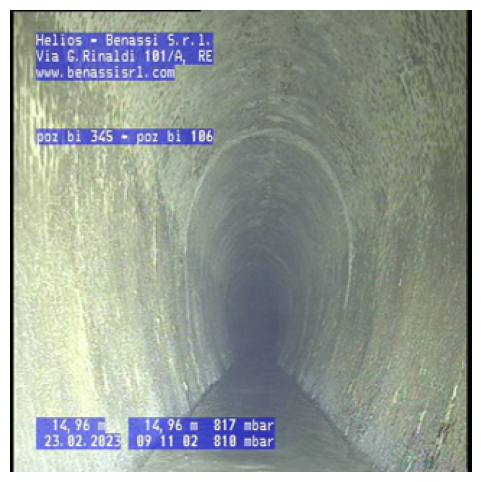 Helios - Benassi S.r.l.
Via G.Rinaldi 101/A, RE
www.benassisrl.com
poz bi 345 - poz bi 106
14,96 m 14,96 m 817 mbar
23.02.2023 09 11 02 810 mbar